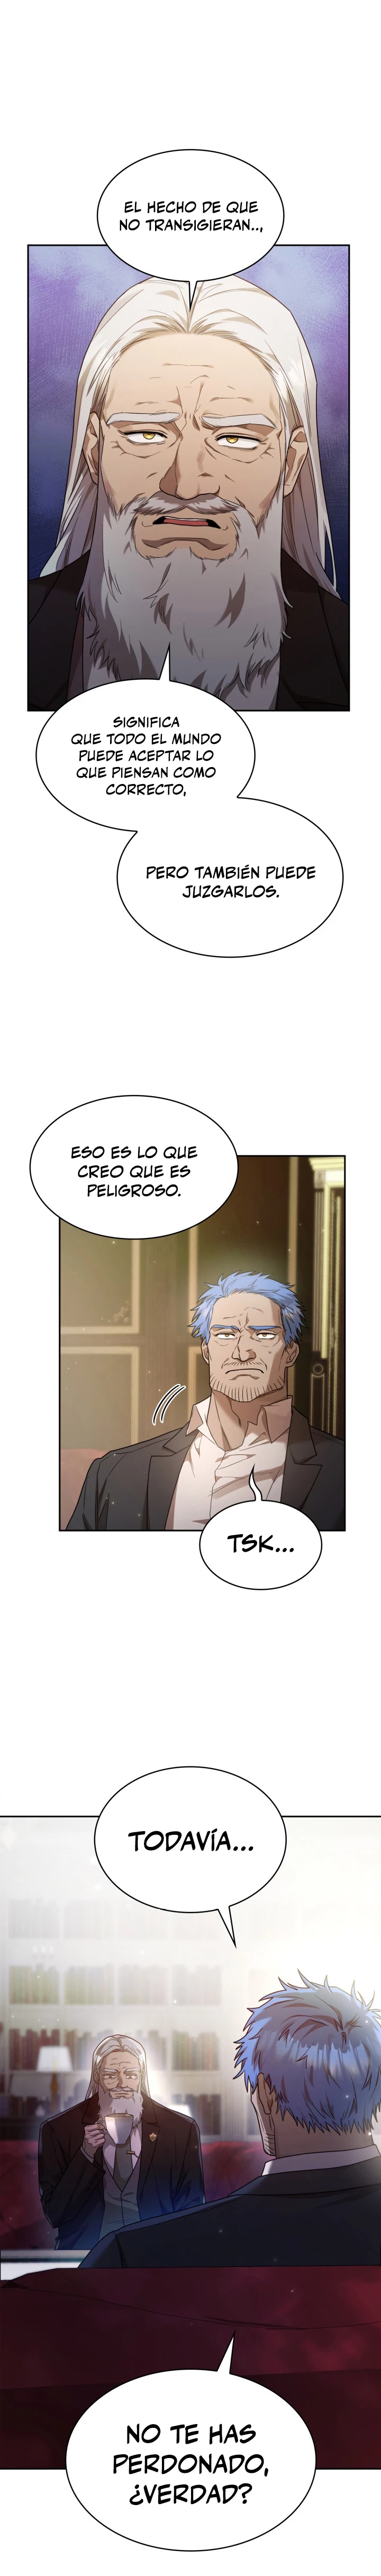 EL HECHO DE QUE
NO TRANSIGIERAN...,
SIGNIFICA
QUE TODO EL MUNDO
PUEDE ACEPTAR LO
QUE PIENSAN COMO
CORRECTO,
PERO TAMBIÉN PUEDE
JUZGARLOS.
ESO ES LO QUE
CREO QUE ES
PELIGROSO.
TSK...
TODAVÍA...
NO TE HAS
PERDONADO,
¿VERDAD?